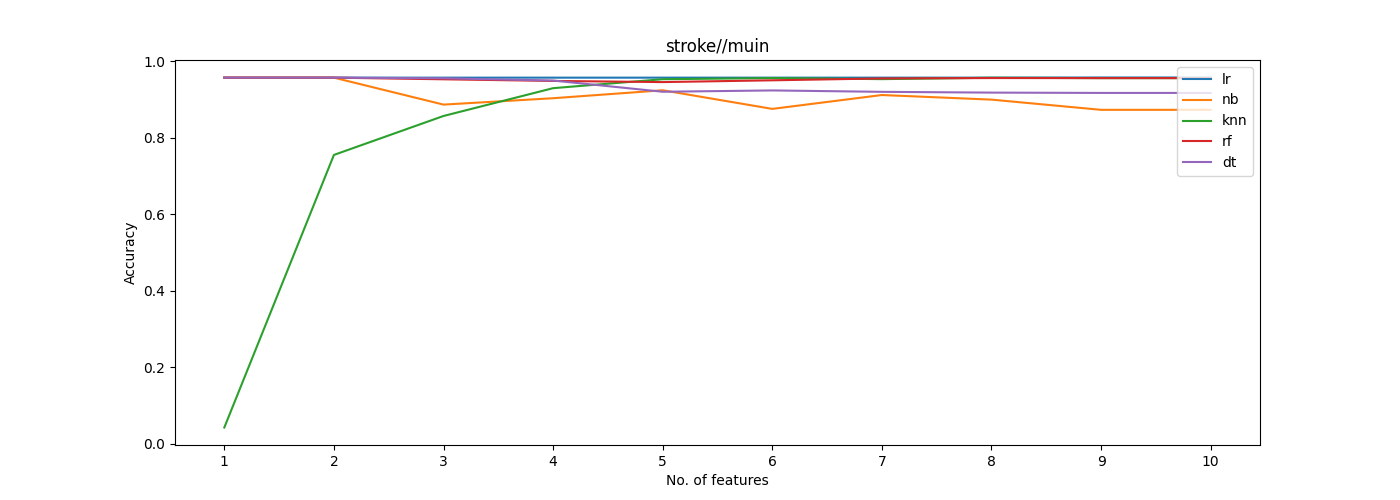 stroke//muin
1.0
0.8
0.6
0.4
0.2
0.0
Accuracy
lr
nb
knn
rf
dt
1 2 3 4 5 6 7 8 9 10
No. of features